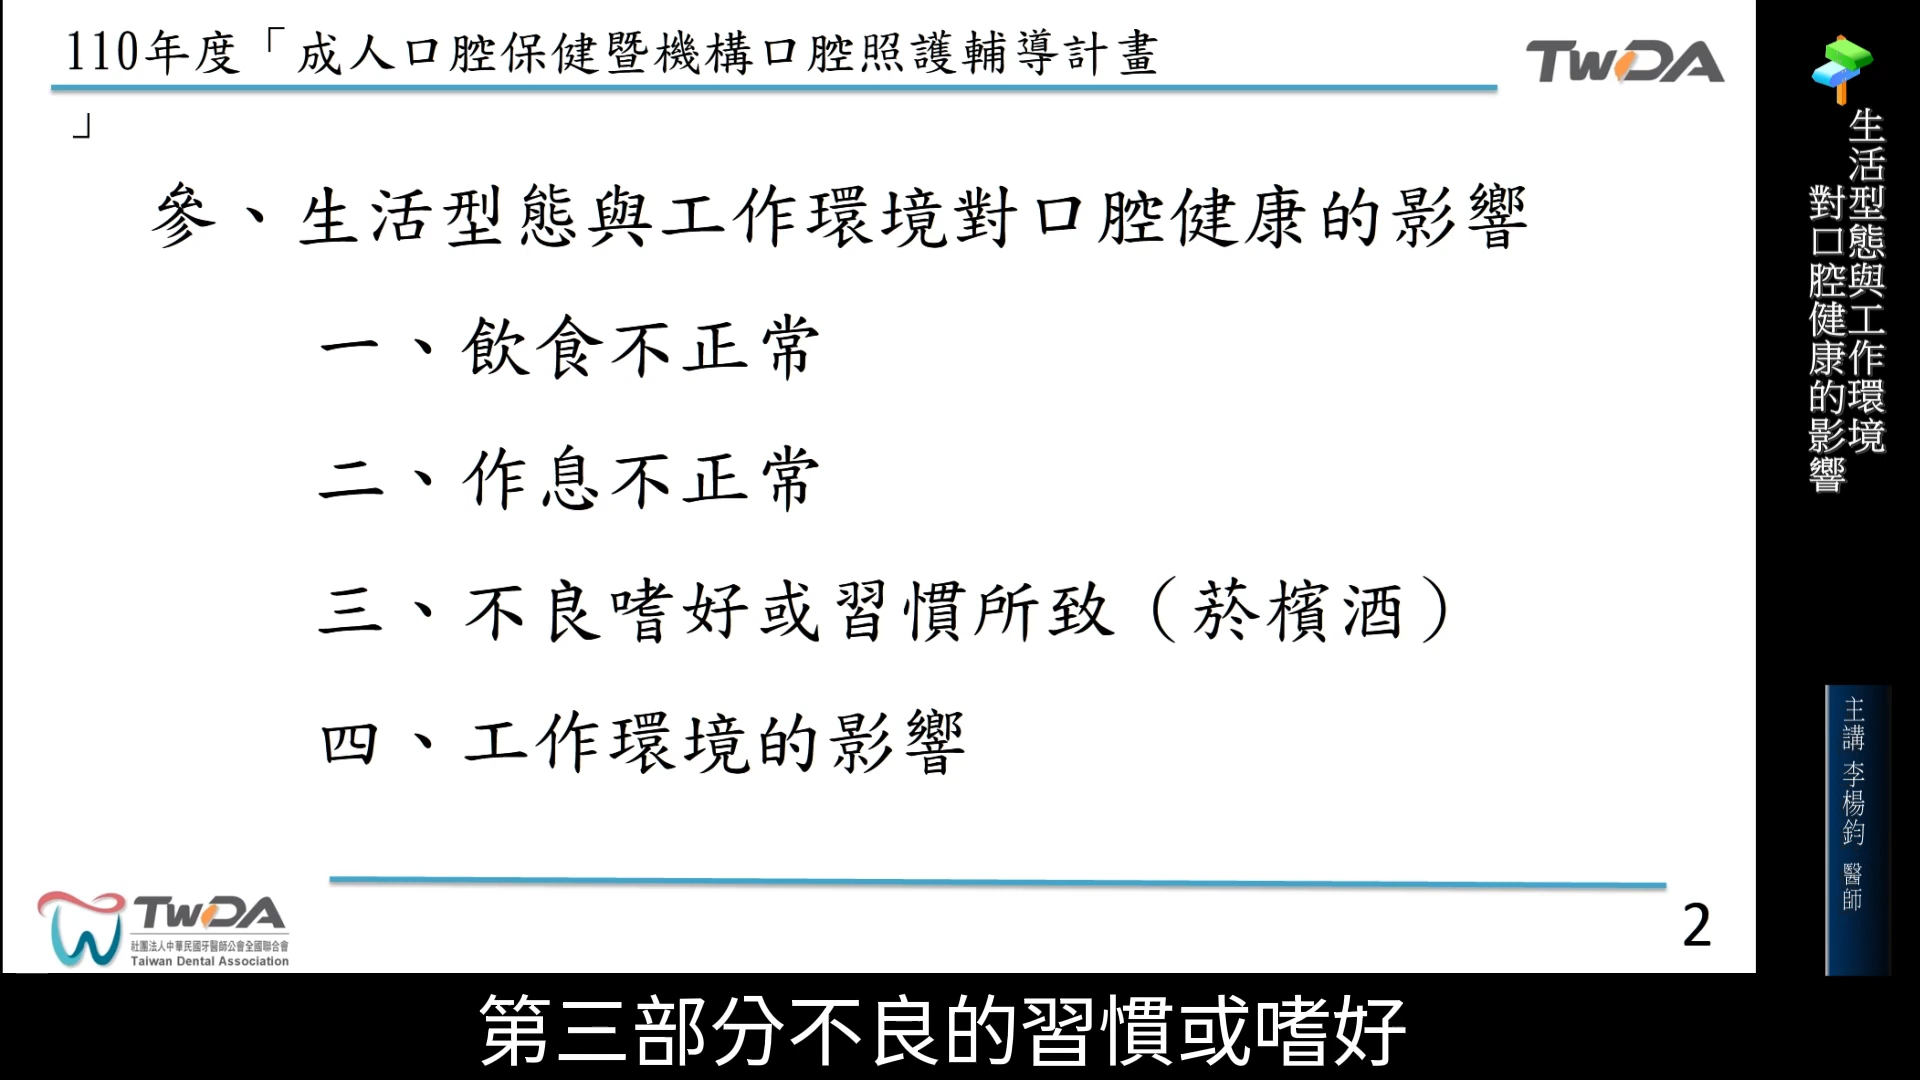 110年度「成人口腔保健暨機構口腔照護輔導計畫
」
TWDA
參、生活型態與工作環境對口腔健康的影響
一、飲食不正常
二、作息不正常
三、不良嗜好或習慣所致（菸檳酒）
四、工作環境的影響
TWDA
社團法人中華民國牙醫師公會全國聯合會
Taiwan Dental Association
2
生活型態與工作環境
對口腔健康的影響
主講 李楊鈞 醫師
第三部分不良的習慣或嗜好